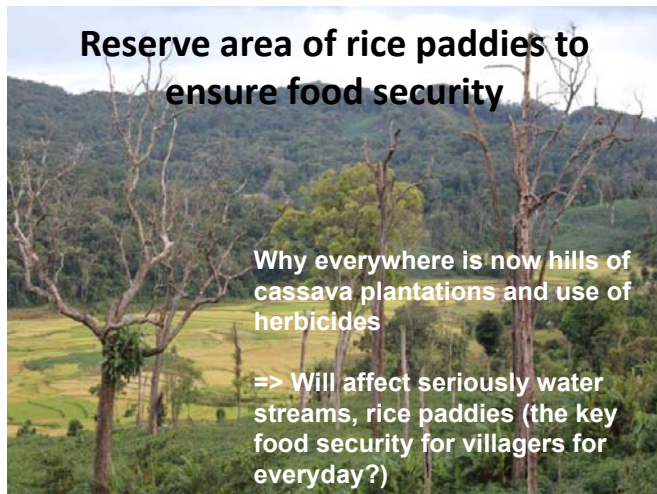 Reserve area of rice paddies to
ensure food security
Why everywhere is now hills of
cassava plantations and use of
herbicides
=> Will affect seriously water
streams, rice paddies (the key
food security for villagers for
everyday?)